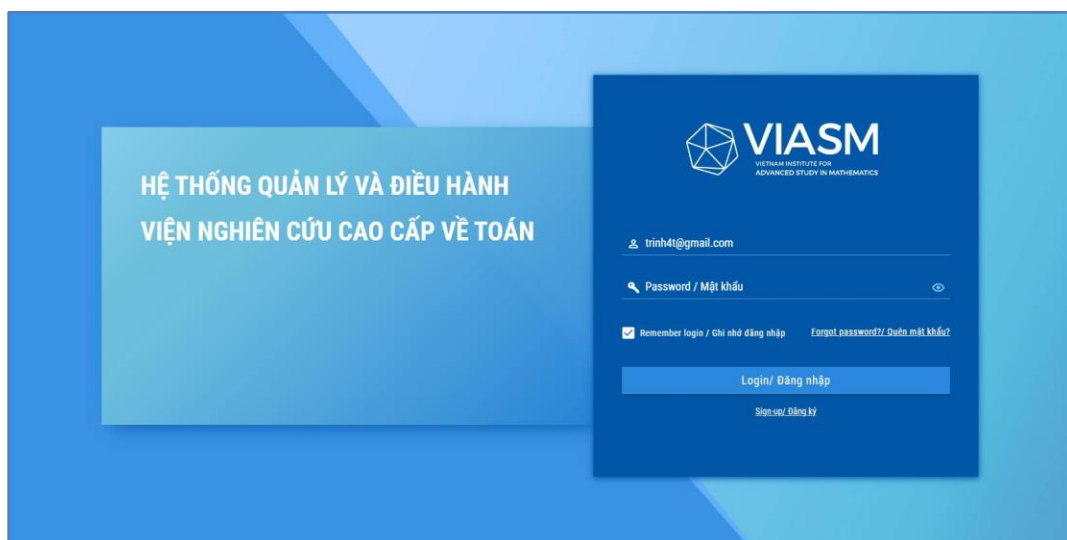 HỆ THỐNG QUẢN LÝ VÀ ĐIỀU HÀNH
VIỆN NGHIÊN CỨU CAO CẤP VỀ TOÁN
VIASM
VIETNAM INSTITUTE FOR
ADVANCED STUDY IN MATHEMATICS
trinh4t@gmail.com
Password / Mật khẩu
Remember login / Ghi nhớ đăng nhập
Forgot password?/ Quên mật khẩu?
Login/ Đăng nhập
Sign-up/ Đăng ký